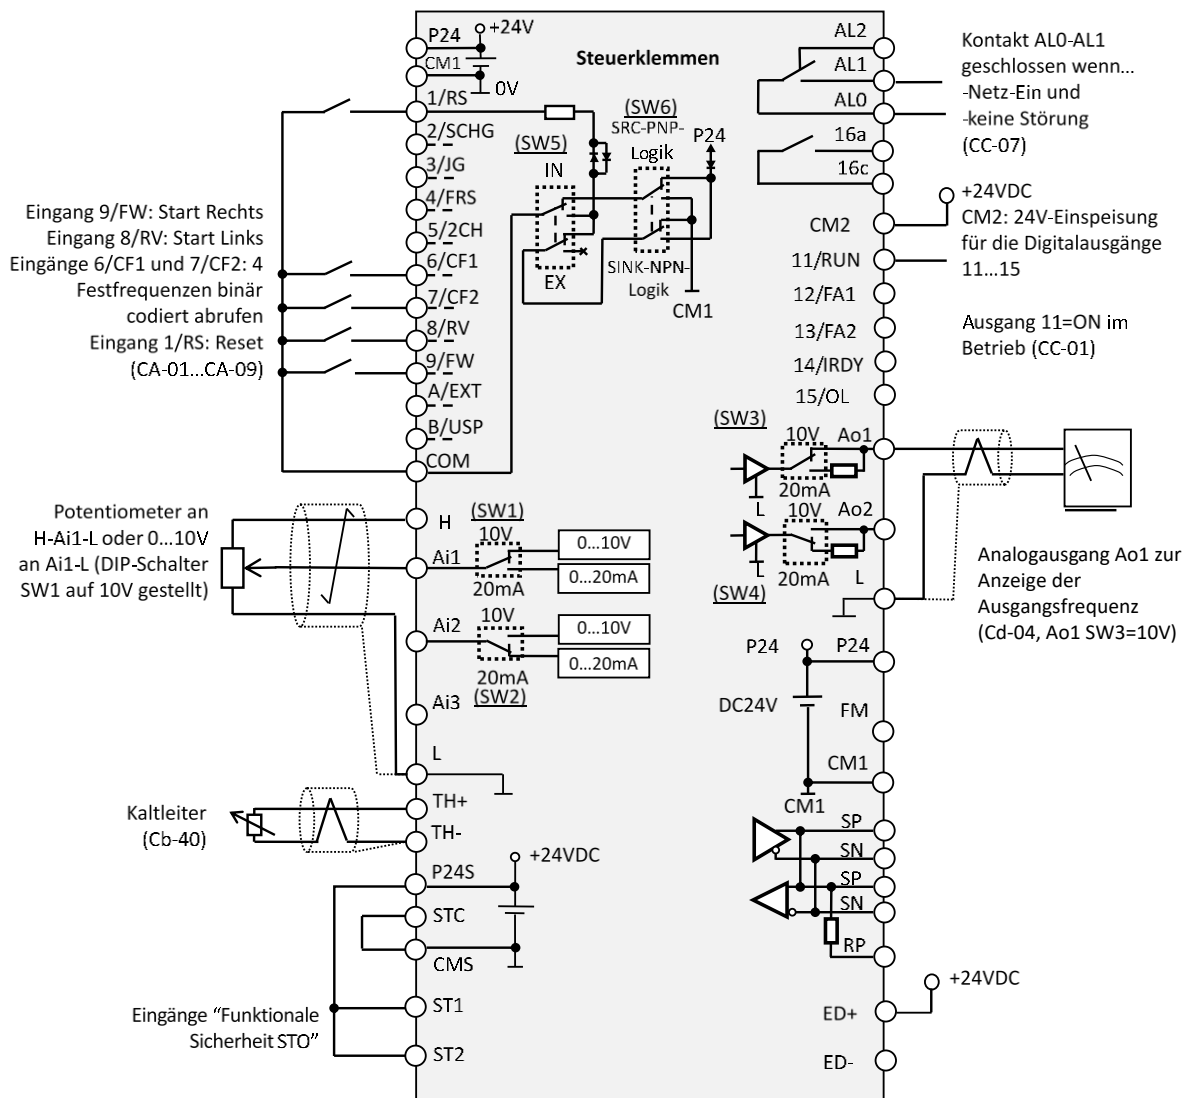 Steuerklemmen
P24
+24V
CM1
0V
1/RS
2/SCHG
3/JG
4/FRS
5/2CH
6/CF1
7/CF2
8/RV
9/FW
A/EXT
B/USP
COM
(SW5)
IN
EX
(SW6)
SRC-PNP-
Logik
P24
SINK-NPN-
Logik
CM1
Eingang 9/FW: Start Rechts
Eingang 8/RV: Start Links
Eingänge 6/CF1 und 7/CF2: 4
Festfrequenzen binär
codiert abrufen
Eingang 1/RS: Reset
(CA-01...CA-09)
AL2
AL1
AL0
16a
16c
CM2
11/RUN
12/FA1
13/FA2
14/IRDY
15/OL
Kontakt AL0-AL1
geschlossen wenn...
-Netz-Ein und
-keine Störung
(CC-07)
+24VDC
CM2: 24V-Einspeisung
für die Digitalausgänge
11...15
Ausgang 11=ON im
Betrieb (CC-01)
(SW3)
10V
Ao1
20mA
L
10V
Ao2
20mA
L
(SW4)
L
Analogausgang Ao1 zur
Anzeige der
Ausgangsfrequenz
(Cd-04, Ao1 SW3=10V)
Potentiometer an
H-Ai1-L oder 0...10V
an Ai1-L (DIP-Schalter
SW1 auf 10V gestellt)
H
(SW1)
10V
0...10V
Ai1
0...20mA
20mA
Ai2
10V
0...10V
0...20mA
20mA
(SW2)
Ai3
L
TH+
TH-
Kaltleiter
(Cb-40)
P24S
+24VDC
STC
CMS
ST1
ST2
Eingänge “Funktionale
Sicherheit STO”
P24
P24
DC24V
FM
CM1
CM1
SP
SN
SP
SN
RP
+24VDC
ED+
ED-